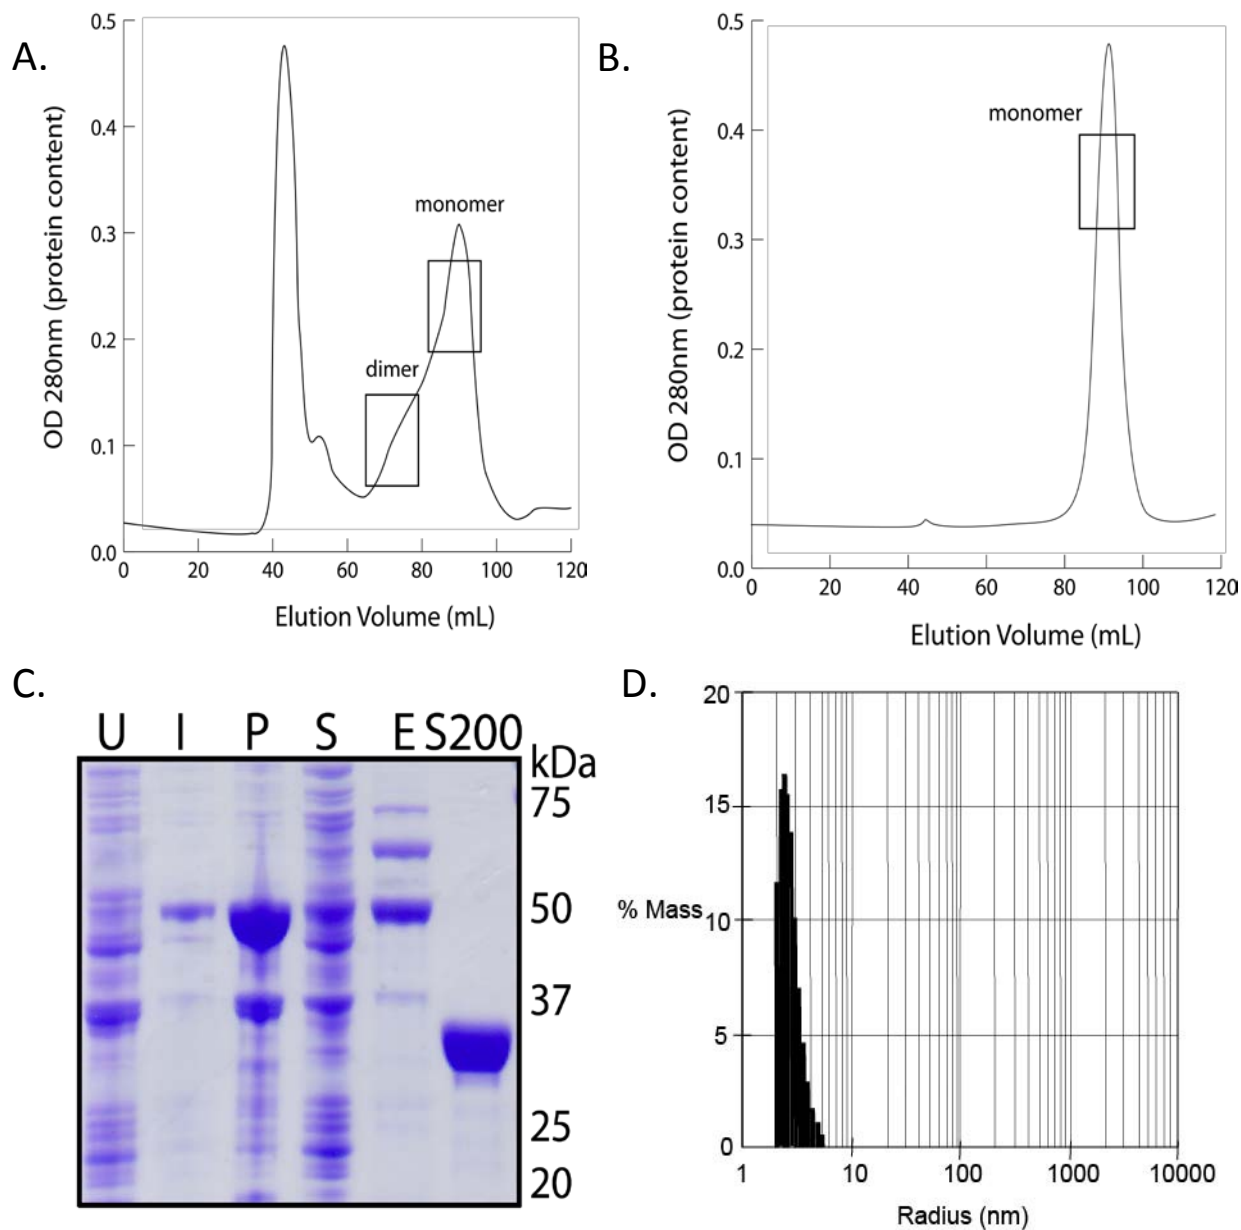 A.
0.5
0.4
0.3
0.2
0.1
0.0
OD 280nm (protein content)
monomer
dimer
0 20 40 60 80 100 120
Elution Volume (mL)
B.
0.5
0.4
0.3
0.2
0.1
0.0
OD 280nm (protein content)
monomer
0 20 40 60 80 100 120
Elution Volume (mL)
C.
U I P S E S200
kDa
75
50
37
25
20
D.
20
15
% Mass
10
5
0
1 10 100 1000 10000
Radius (nm)